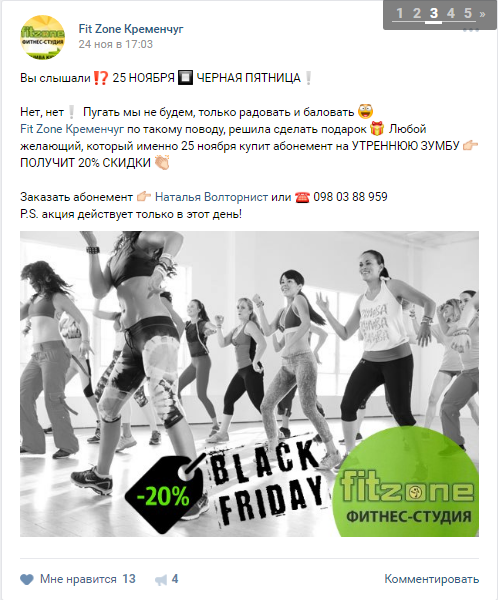 1 2 3 4 5 »
Fit Zone Кременчуг
24 ноя в 17:03
Вы слышали⁉ 25 НОЯБРЯ 🔲 ЧЕРНАЯ ПЯТНИЦА❕
Нет, нет❕ Пугать мы не будем, только радовать и баловать 😜
Fit Zone Кременчуг по такому поводу, решила сделать подарок 🎁 Любой
желающий, который именно 25 ноября купит абонемент на УТРЕННЮЮ ЗУМБУ 👉
ПОЛУЧИТ 20% СКИДКИ 👏
Заказать абонемент 👉 Наталья Волторнист или ☎ 098 03 88 959
P.S. акция действует только в этот день!
ZUMBA
-20%
BLACK
FRIDAY
fitzone
ФИТНЕС-СТУДИЯ
Мне нравится 13
4
Комментировать